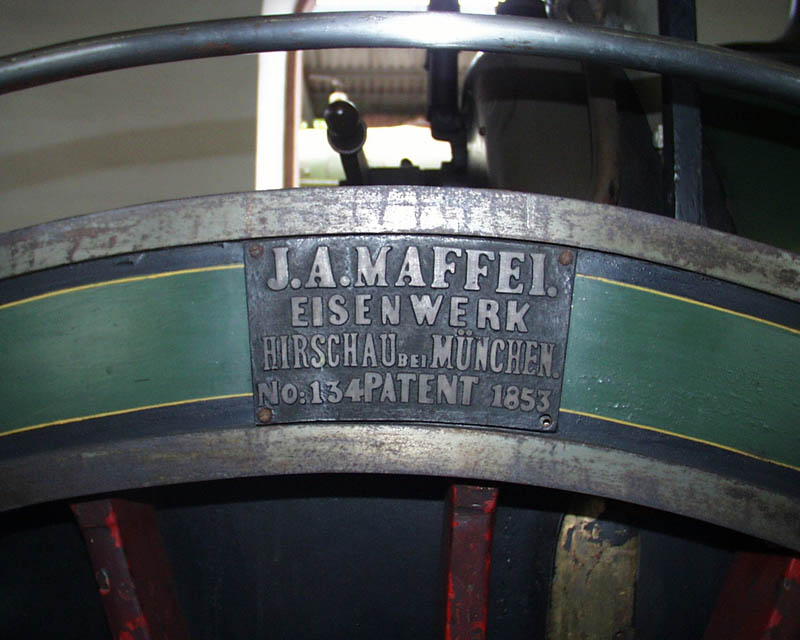 J.A. MAFFEI.
EISENWERK
HIRSCHAU BEI MÜNCHEN.
NO: 134 PATENT 1853